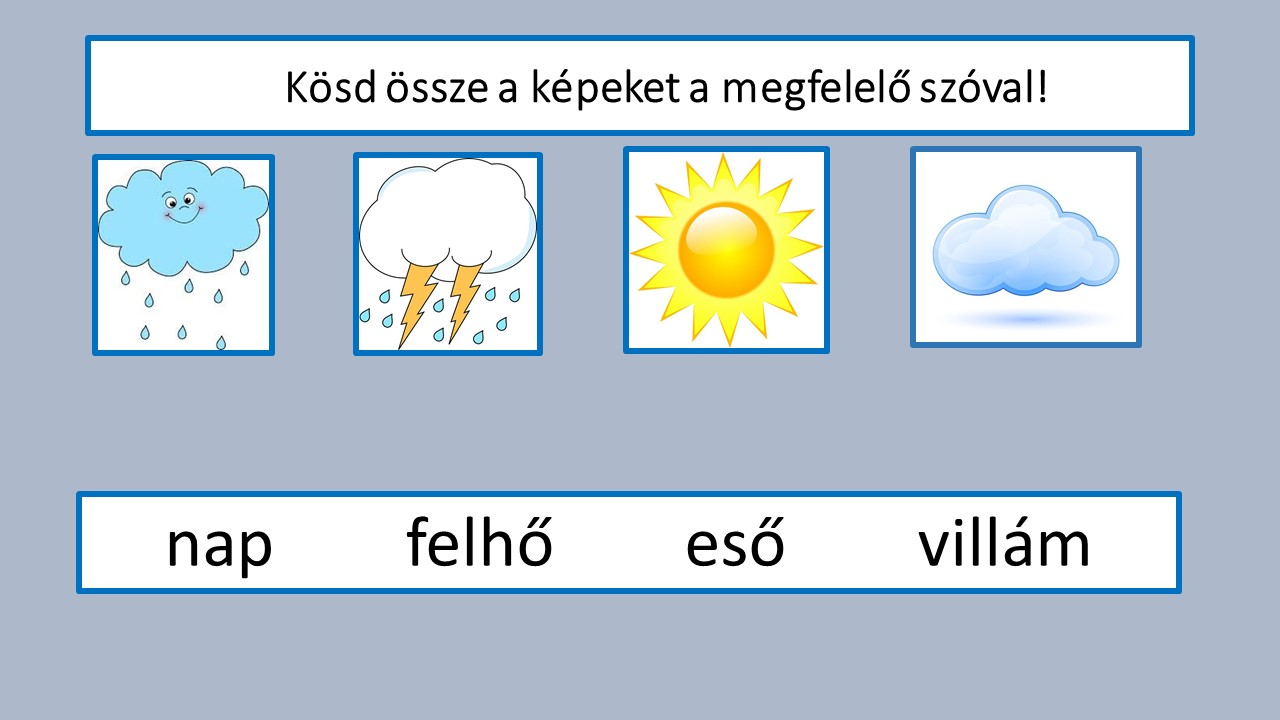 Kösd össze a képeket a megfelelő szóval!
nap felhő eső villám